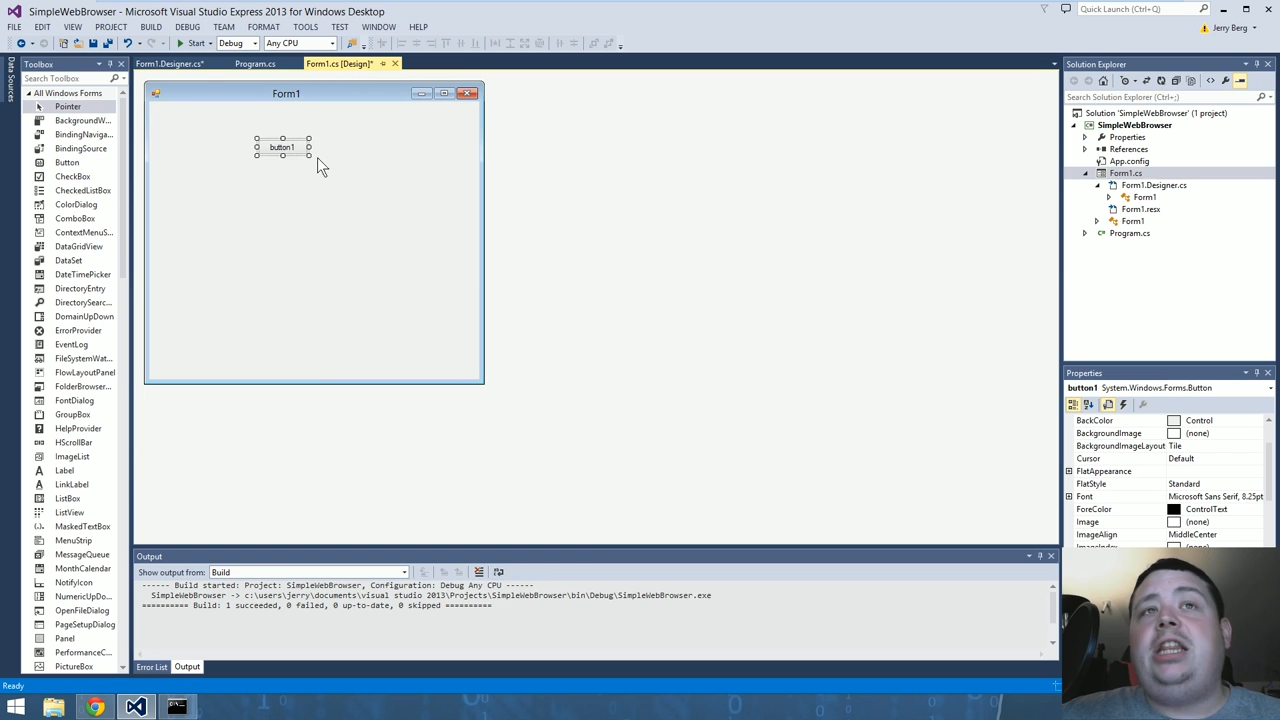 SimpleWebBrowser - Microsoft Visual Studio Express 2013 for Windows Desktop
Quick Launch (Ctrl+Q)
FILE EDIT VIEW PROJECT BUILD DEBUG TEAM FORMAT TOOLS TEST WINDOW HELP
Jerry Berg
Start Debug Any CPU
Data Sources
Toolbox
Search Toolbox
All Windows Forms
Pointer
BackgroundW...
BindingNaviga...
BindingSource
Button
CheckBox
CheckedListBox
ColorDialog
ComboBox
ContextMenuS...
DataGridView
DataSet
DateTimePicker
DirectoryEntry
DirectorySearc...
DomainUpDown
ErrorProvider
EventLog
FileSystemWat...
FlowLayoutPanel
FolderBrowser...
FontDialog
GroupBox
HelpProvider
HScrollBar
ImageList
Label
LinkLabel
ListBox
ListView
MaskedTextBox
MenuStrip
MessageQueue
MonthCalendar
NotifyIcon
NumericUpDo...
OpenFileDialog
PageSetupDialog
Panel
PerformanceC...
PictureBox
Form1.Designer.cs* Program.cs Form1.cs [Design]*
Form1
button1
Output
Show output from: Build
------ Build started: Project: SimpleWebBrowser, Configuration: Debug Any CPU ------
SimpleWebBrowser -> c:\users\jerry\documents\visual studio 2013\Projects\SimpleWebBrowser\bin\Debug\SimpleWebBrowser.exe
========== Build: 1 succeeded, 0 failed, 0 up-to-date, 0 skipped ==========
Error List Output
Solution Explorer
Search Solution Explorer (Ctrl+;)
Solution 'SimpleWebBrowser' (1 project)
SimpleWebBrowser
Properties
References
App.config
Form1.cs
Form1.Designer.cs
Form1
Form1.resx
Form1
Program.cs
Properties
button1 System.Windows.Forms.Button
BackColor Control
BackgroundImage (none)
BackgroundImageLayout Tile
Cursor Default
FlatAppearance
FlatStyle Standard
Font Microsoft Sans Serif, 8.25pt
ForeColor ControlText
Image (none)
ImageAlign MiddleCenter
Ready